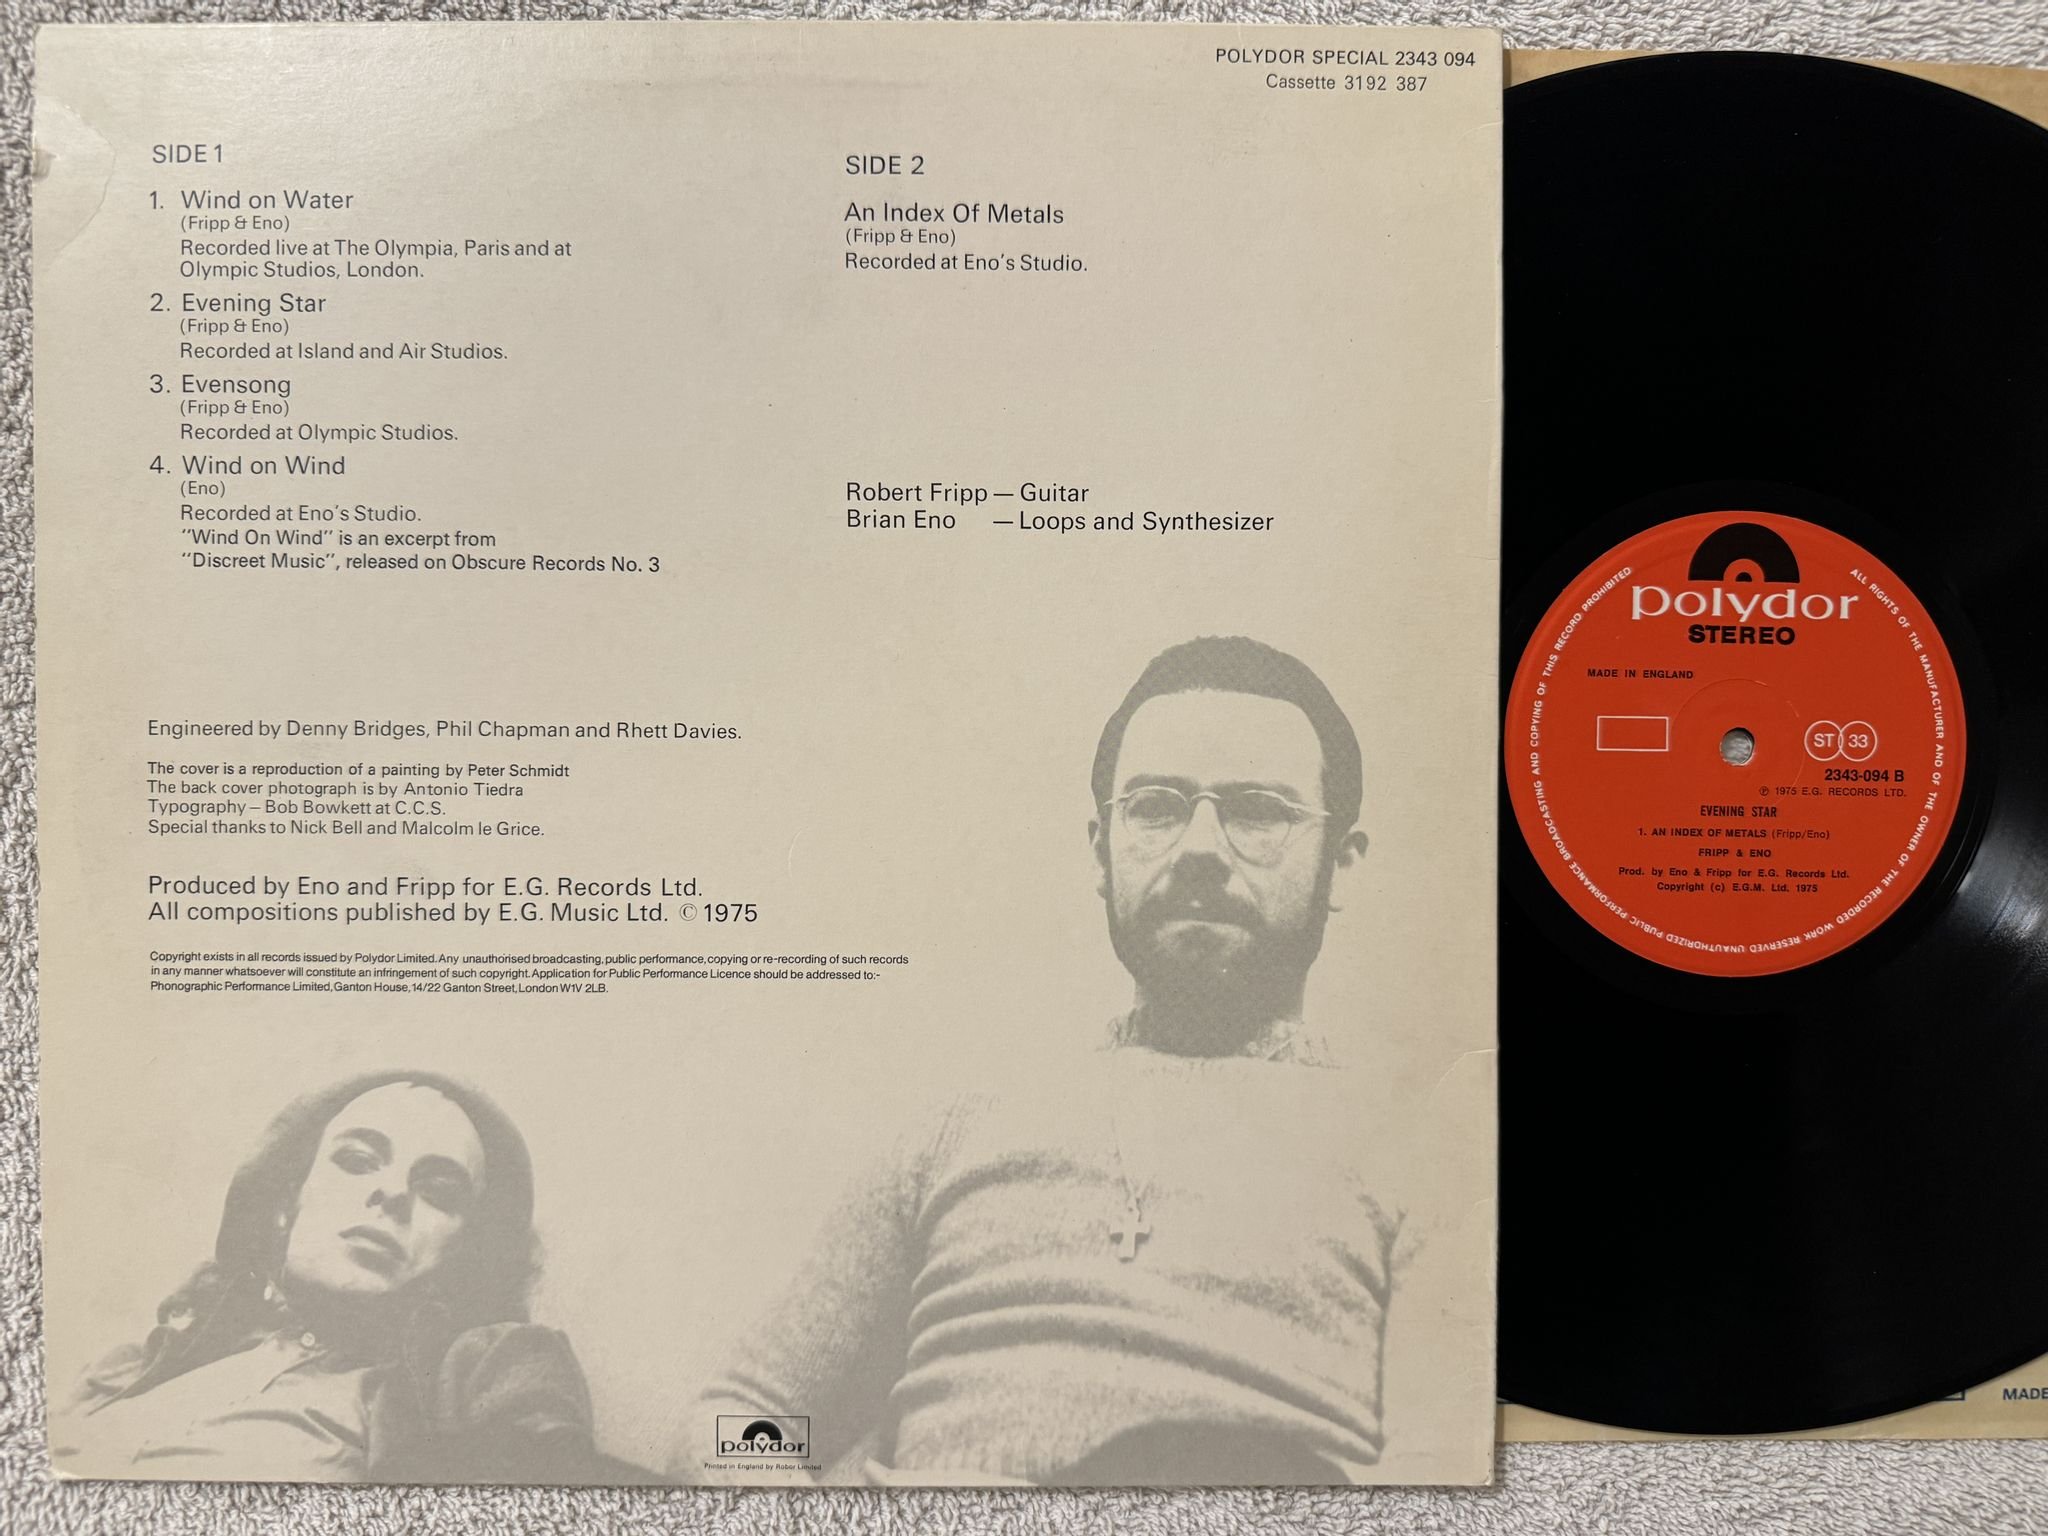 POLYDOR SPECIAL 2343 094
Cassette 3192 387
SIDE 1
1. Wind on Water
(Fripp & Eno)
Recorded live at The Olympia, Paris and at
Olympic Studios, London.
2. Evening Star
(Fripp & Eno)
Recorded at Island and Air Studios.
3. Evensong
(Fripp & Eno)
Recorded at Olympic Studios.
4. Wind on Wind
(Eno)
Recorded at Eno's Studio.
"Wind On Wind" is an excerpt from
"Discreet Music", released on Obscure Records No. 3
SIDE 2
An Index Of Metals
(Fripp & Eno)
Recorded at Eno's Studio.
Robert Fripp — Guitar
Brian Eno — Loops and Synthesizer
Engineered by Denny Bridges, Phil Chapman and Rhett Davies.
The cover is a reproduction of a painting by Peter Schmidt
The back cover photograph is by Antonio Tiedra
Typography – Bob Bowkett at C.C.S.
Special thanks to Nick Bell and Malcolm le Grice.
Produced by Eno and Fripp for E.G. Records Ltd.
All compositions published by E.G. Music Ltd. © 1975
Copyright exists in all records issued by Polydor Limited. Any unauthorised broadcasting, public performance, copying or re-recording of such records
in any manner whatsoever will constitute an infringement of such copyright. Application for Public Performance Licence should be addressed to:-
Phonographic Performance Limited, Ganton House, 14/22 Ganton Street, London W1V 2LB.
polydor
Printed in England by Robor Limited
polydor
STEREO
MADE IN ENGLAND
ST 33
2343-094 B
℗ 1975 E.G. RECORDS LTD.
EVENING STAR
1. AN INDEX OF METALS (Fripp/Eno)
FRIPP & ENO
Prod. by Eno & Fripp for E.G. Records Ltd.
Copyright (c) E.G.M. Ltd. 1975
ALL RIGHTS OF THE MANUFACTURER AND OF THE OWNER OF THE RECORDED WORK RESERVED UNAUTHORIZED PUBLIC PERFORMANCE BROADCASTING AND COPYING OF THIS RECORD PROHIBITED
MADE